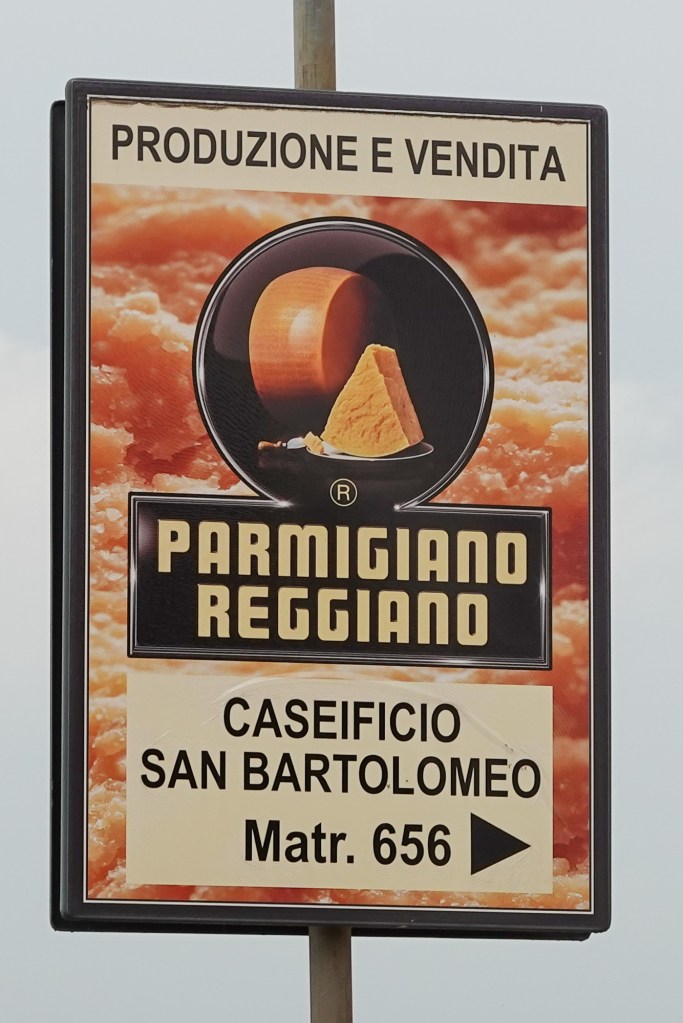 PRODUZIONE E VENDITA
®
PARMIGIANO
REGGIANO
CASEIFICIO
SAN BARTOLOMEO
Matr. 656